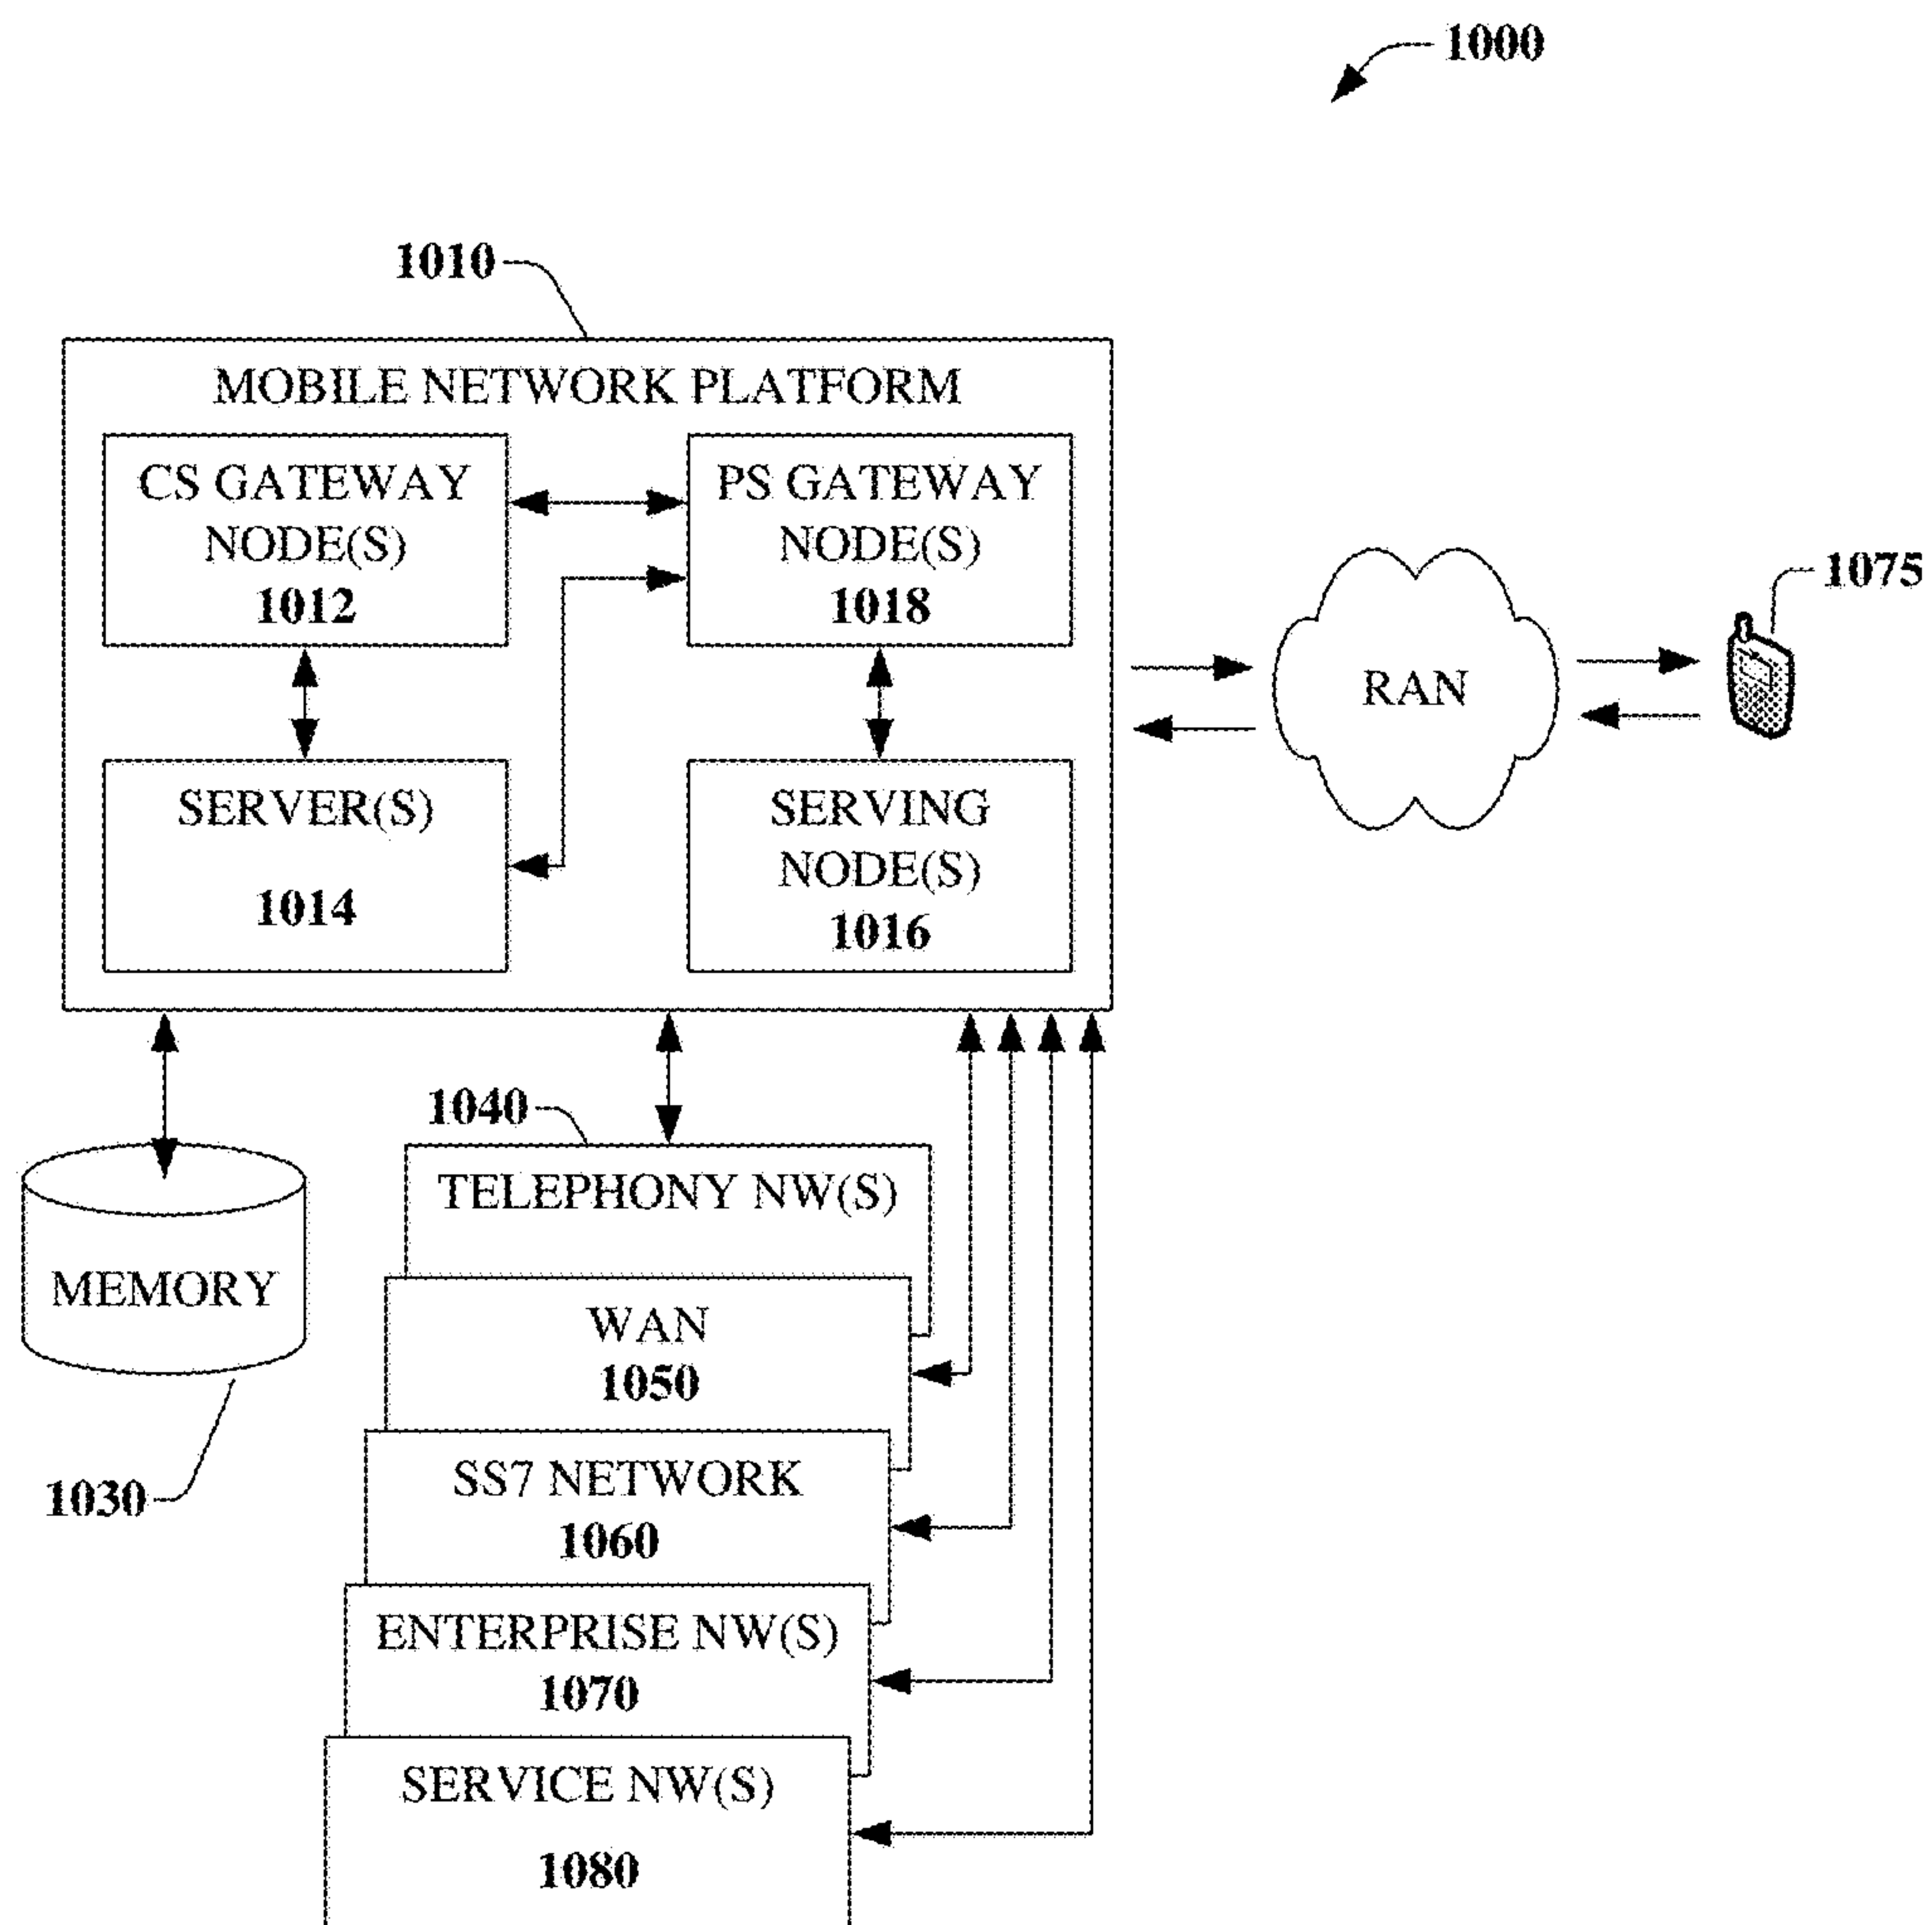 1000
1010
MOBILE NETWORK PLATFORM
CS GATEWAY
NODE(S)
1012
PS GATEWAY
NODE(S)
1018
SERVER(S)
1014
SERVING
NODE(S)
1016
RAN
1075
1040
TELEPHONY NW(S)
MEMORY
1030
WAN
1050
SS7 NETWORK
1060
ENTERPRISE NW(S)
1070
SERVICE NW(S)
1080